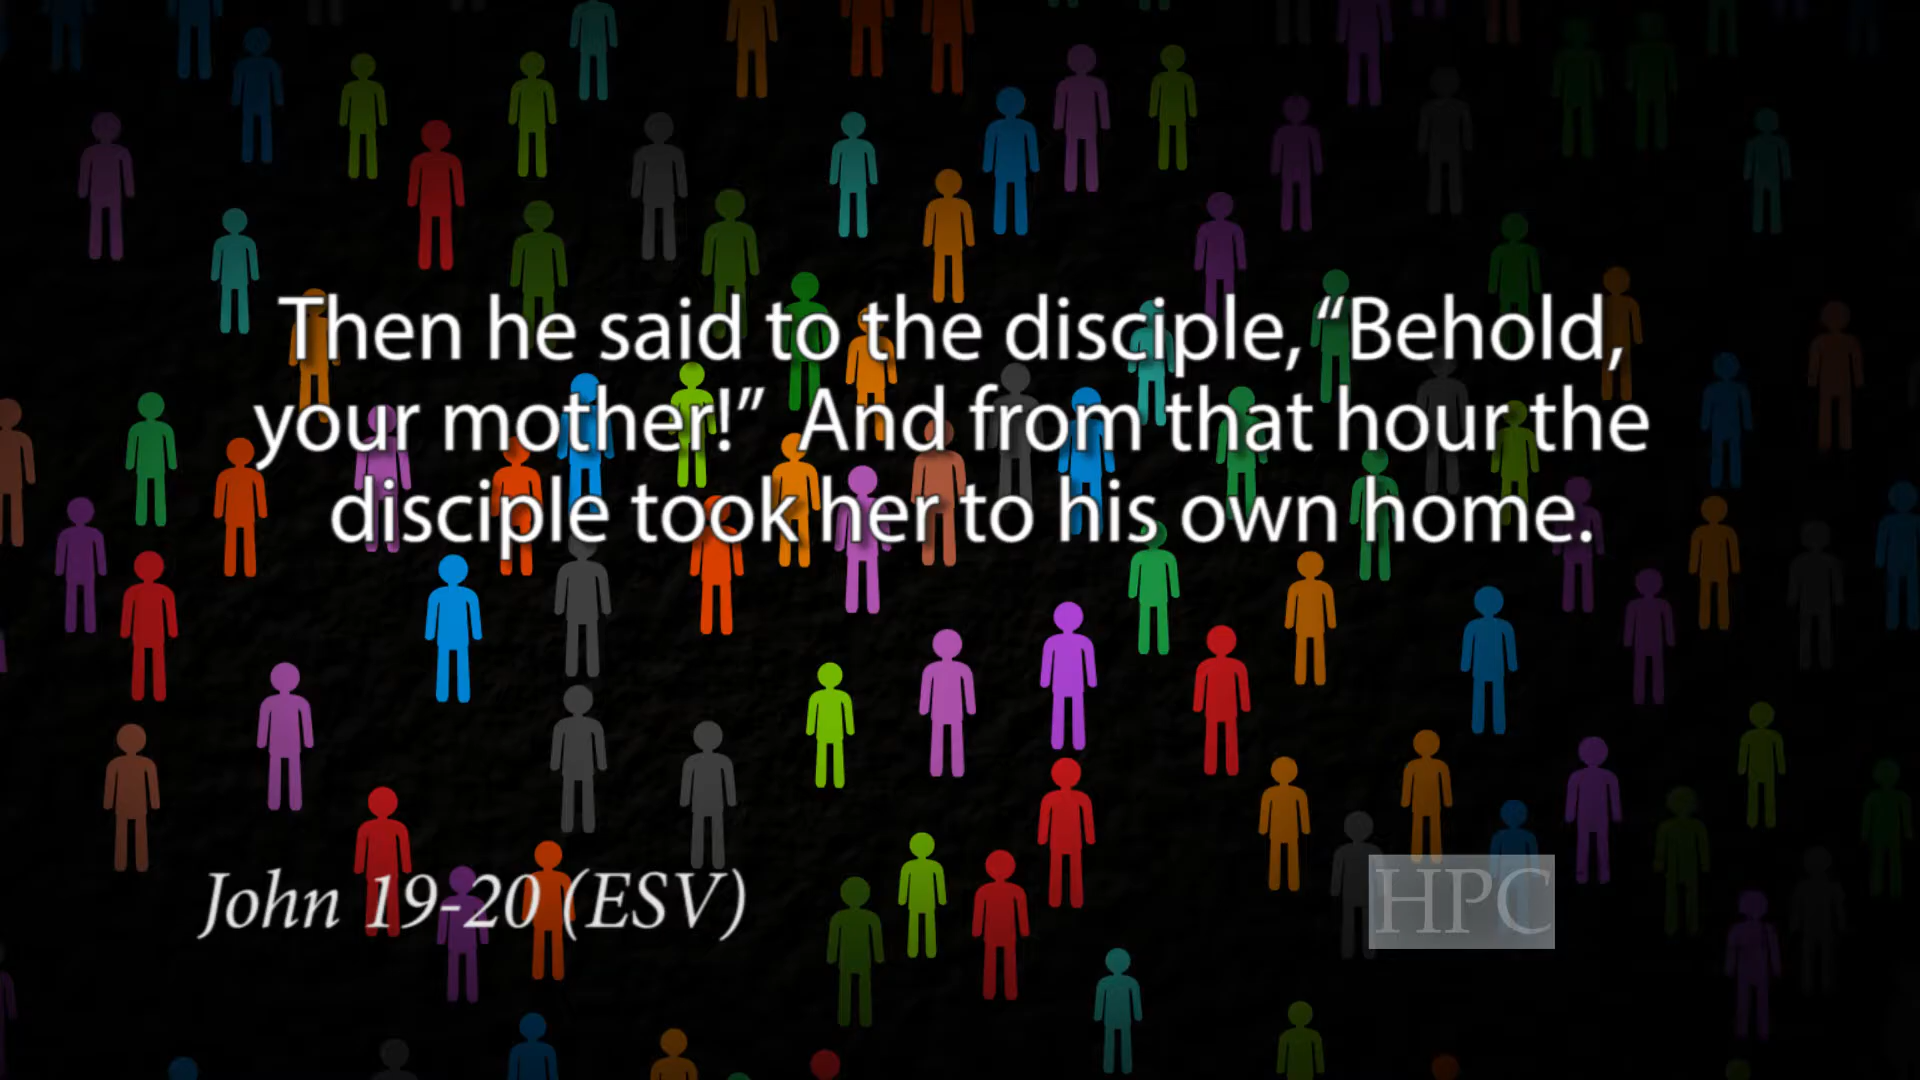 Then he said to the disciple, “Behold,
your mother!” And from that hour the
disciple took her to his own home.
John 19-20 (ESV)
HPC